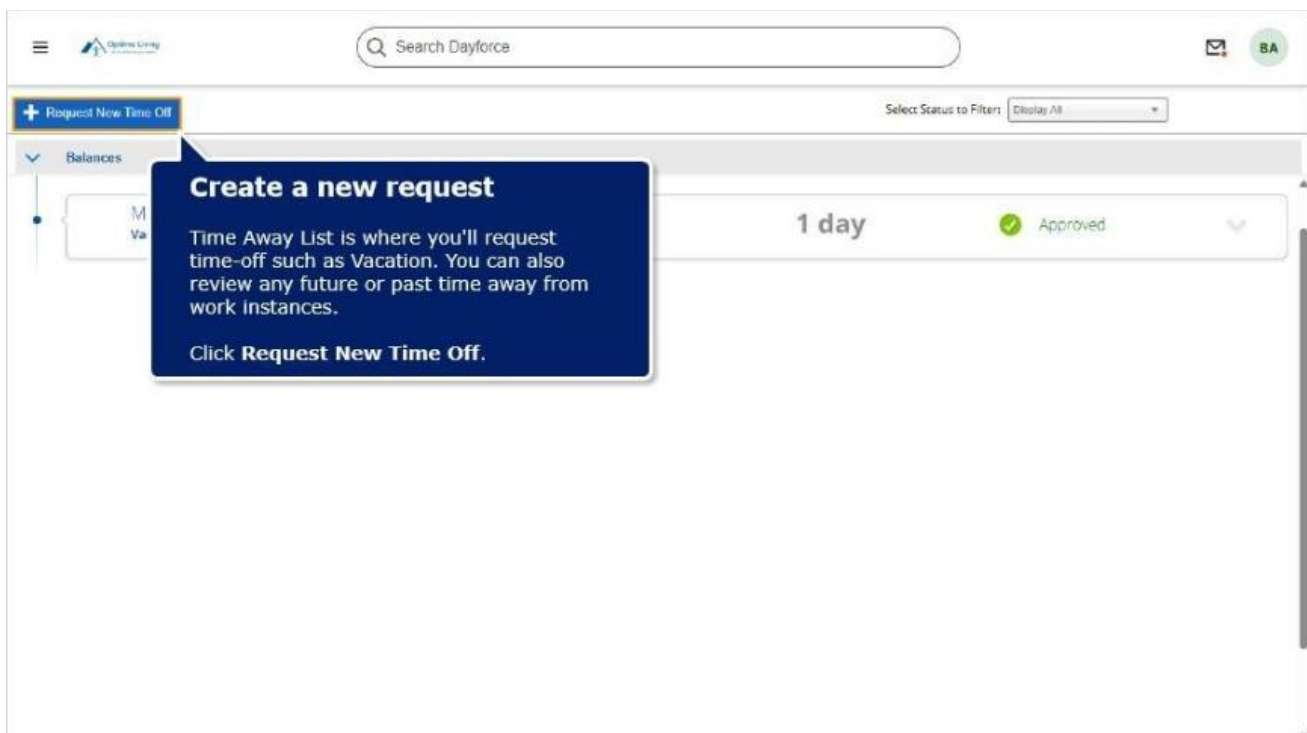 Optima Living
Search Dayforce
BA
Request New Time Off
Select Status to Filter: Display All
Balances
Create a new request
Time Away List is where you'll request
time-off such as Vacation. You can also
review any future or past time away from
work instances.
Click Request New Time Off.
M
Va
1 day
Approved